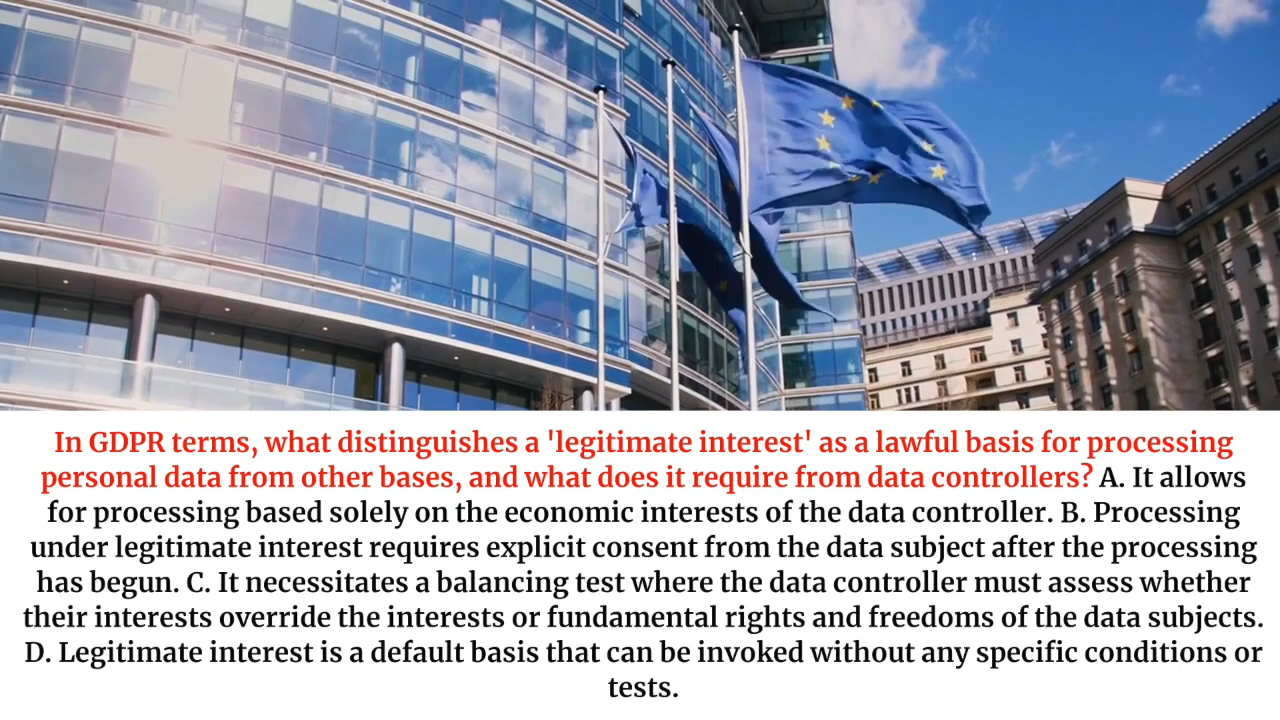 In GDPR terms, what distinguishes a 'legitimate interest' as a lawful basis for processing
personal data from other bases, and what does it require from data controllers? A. It allows
for processing based solely on the economic interests of the data controller. B. Processing
under legitimate interest requires explicit consent from the data subject after the processing
has begun. C. It necessitates a balancing test where the data controller must assess whether
their interests override the interests or fundamental rights and freedoms of the data subjects.
D. Legitimate interest is a default basis that can be invoked without any specific conditions or
tests.